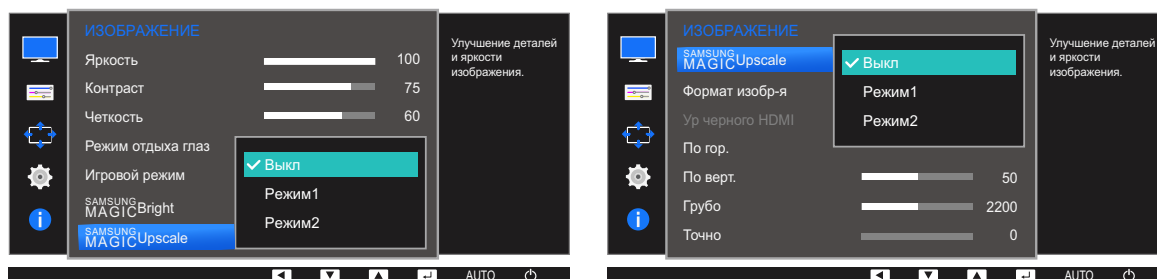 ИЗОБРАЖЕНИЕ
Яркость 100
Контраст 75
Четкость 60
Режим отдыха глаз
Игровой режим
SAMSUNG
MAGICBright
SAMSUNG
MAGICUpscale
Выкл
Режим1
Режим2
Улучшение деталей
и яркости
изображения.
AUTO
ИЗОБРАЖЕНИЕ
SAMSUNG
MAGICUpscale
Формат изобр-я
Ур черного HDMI
По гор.
По верт. 50
Грубо 2200
Точно 0
Выкл
Режим1
Режим2
Улучшение деталей
и яркости
изображения.
AUTO